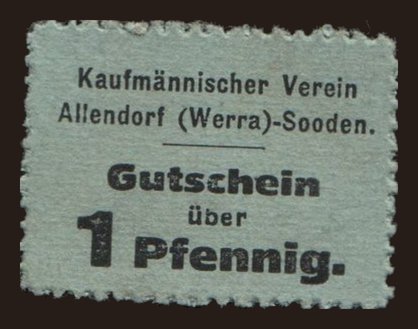 Kaufmännischer Verein
Allendorf (Werra)-Sooden.
Gutschein
über
1 Pfennig.